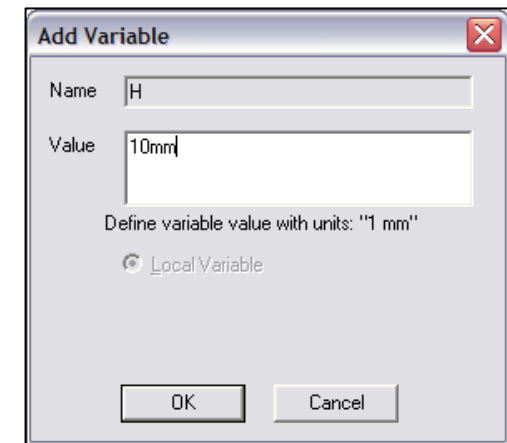 Add Variable
Name H
Value 10mm
Define variable value with units: "1 mm"
Local Variable
OK Cancel